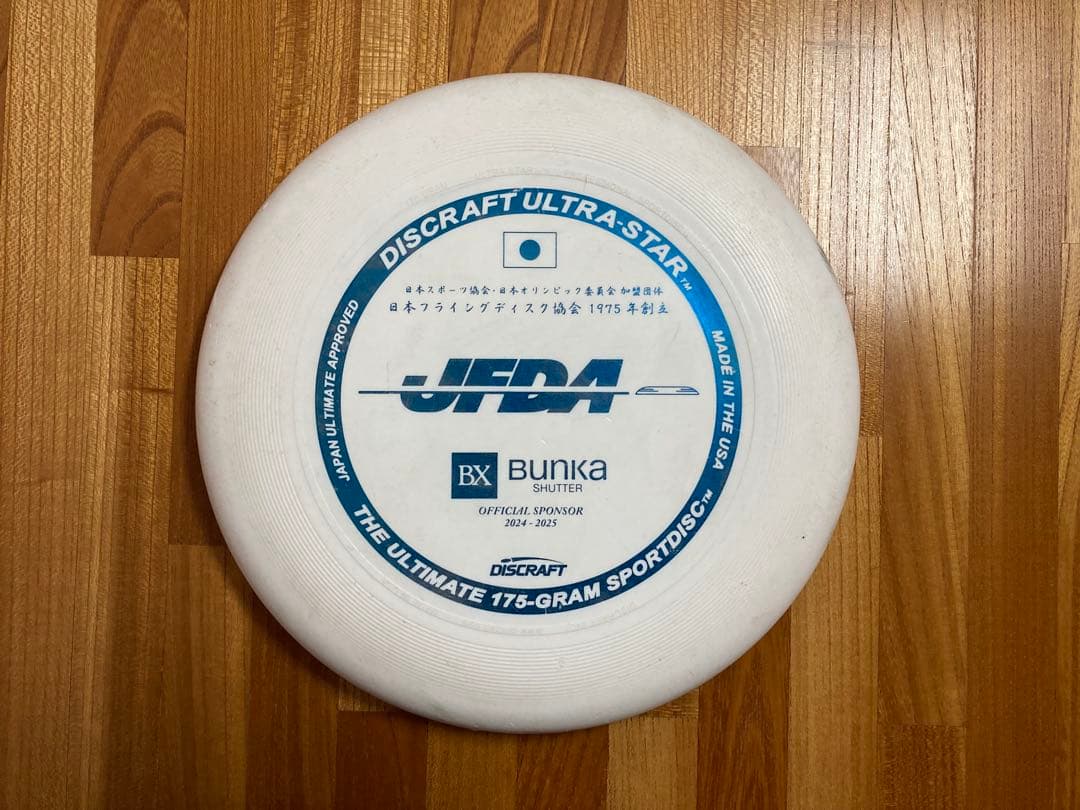 DISCRAFT ULTRA-STAR™
日本スポーツ協会・日本オリンピック委員会 加盟団体
日本フライングディスク協会 1975 年創立
JAPAN ULTIMATE APPROVED
MADE IN THE USA
JFDA
BX BUNKA
SHUTTER
OFFICIAL SPONSOR
2024 - 2025
DISCRAFT
THE ULTIMATE 175-GRAM SPORTDISC™